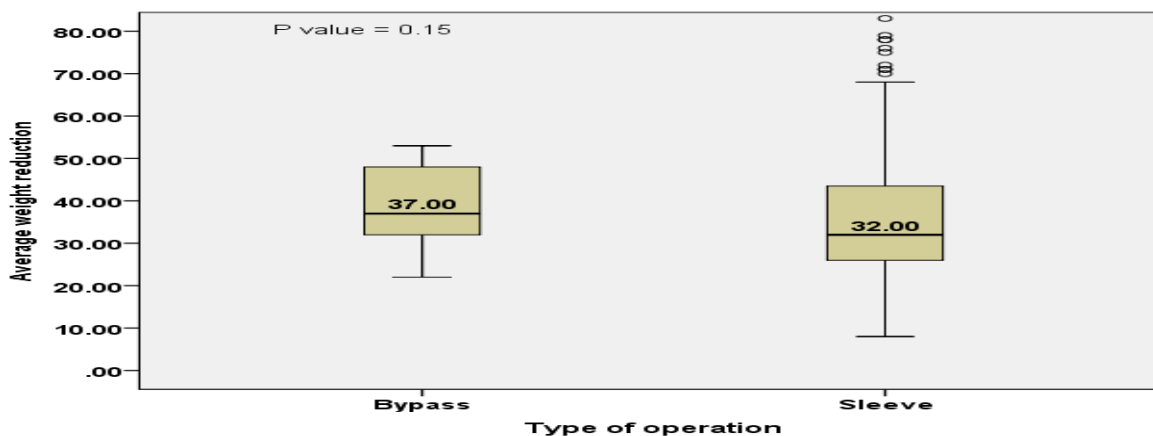 P value = 0.15
Average weight reduction
80.00
70.00
60.00
50.00
40.00
30.00
20.00
10.00
.00
37.00
32.00
Bypass
Sleeve
Type of operation